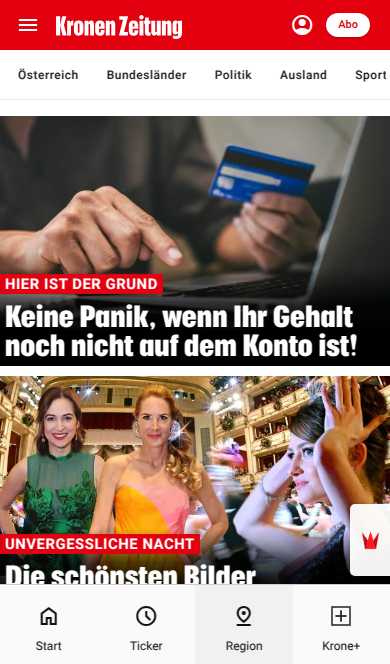 Kronen Zeitung
Abo
Österreich Bundesländer Politik Ausland Sport
HIER IST DER GRUND
Keine Panik, wenn Ihr Gehalt
noch nicht auf dem Konto ist!
UNVERGESSLICHE NACHT
Die schönsten Bilder
Start Ticker Region Krone+